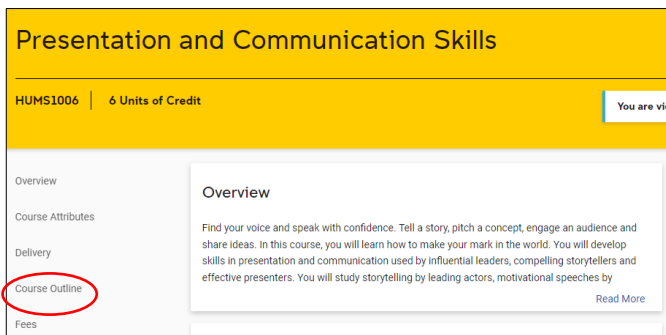 Presentation and Communication Skills
HUMS1006 6 Units of Credit
You are
Overview
Course Attributes
Delivery
Course Outline
Fees
Overview
Find your voice and speak with confidence. Tell a story, pitch a concept, engage an audience and
share ideas. In this course, you will learn how to make your mark in the world. You will develop
skills in presentation and communication used by influential leaders, compelling storytellers and
effective presenters. You will study storytelling by leading actors, motivational speeches by
Read More